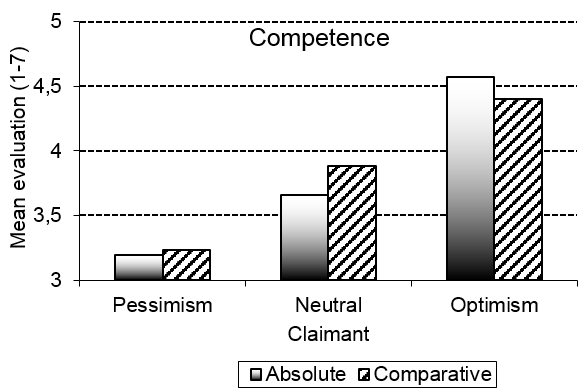 Competence
Mean evaluation (1-7)
5
4,5
4
3,5
3
Pessimism Neutral Optimism
Claimant
Absolute Comparative